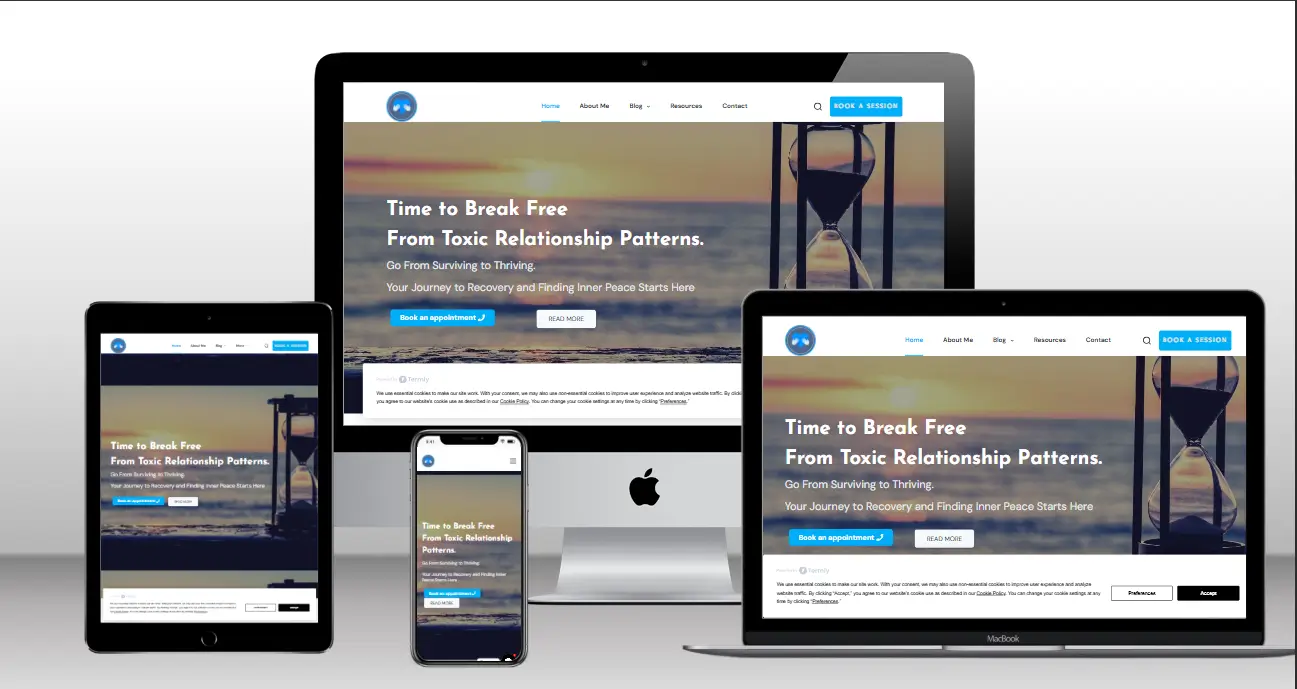 Home About Me Blog Resources Contact BOOK A SESSION
Time to Break Free
From Toxic Relationship Patterns.
Go From Surviving to Thriving.
Your Journey to Recovery and Finding Inner Peace Starts Here
Book an appointment READ MORE
Powered by Termly
We use essential cookies to make our site work. With your consent, we may also use non-essential cookies to improve user experience and analyze website traffic. By clic
you agree to our website's cookie use as described in our Cookie Policy. You can change your cookie settings at any time by clicking "Preferences."
Home About Me Blog More BOOK A SESSION
Time to Break Free
From Toxic Relationship Patterns.
Go From Surviving to Thriving.
Your Journey to Recovery and Finding Inner Peace Starts Here
Book an appointment READ MORE
9:41
Time to Break Free
From Toxic Relationship
Patterns.
Go From Surviving to Thriving.
Your Journey to Recovery and Finding Inner
Peace Starts Here
Book an appointment
READ MORE
Home About Me Blog Resources Contact BOOK A SESSION
Time to Break Free
From Toxic Relationship Patterns.
Go From Surviving to Thriving.
Your Journey to Recovery and Finding Inner Peace Starts Here
Book an appointment READ MORE
Powered by Termly
We use essential cookies to make our site work. With your consent, we may also use non-essential cookies to improve user experience and analyze
website traffic. By clicking "Accept," you agree to our website's cookie use as described in our Cookie Policy. You can change your cookie settings at any
time by clicking "Preferences."
Preferences Accept
MacBook